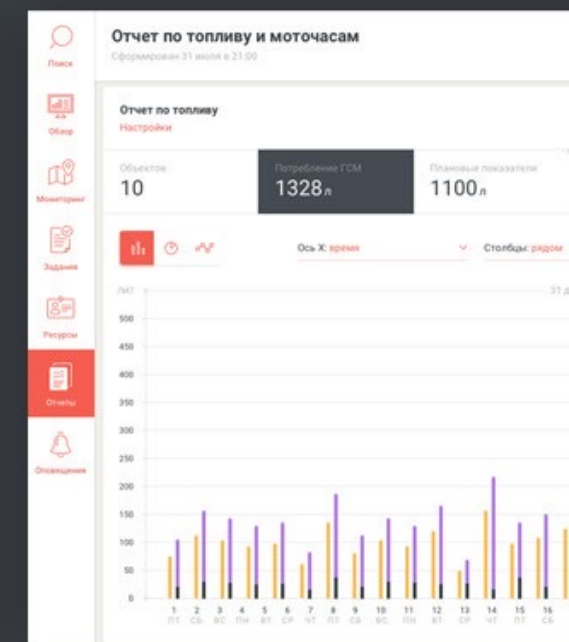 Отчет по топливу и моточасам
Сформирован 31 июля в 21:00
Поиск
Обзор
Мониторинг
Задания
Ресурсы
Отчеты
Оповещения
Отчет по топливу
Настройки
Объектов
10
Потребление ГСМ
1328 л
Плановые показатели
1100 л
Ось X: время
Столбцы: рядом
31 д
500
450
400
350
300
250
200
150
100
50
0
1 2 3 4 5 6 7 8 9 10 11 12 13 14 15 16
ПТ СБ ВС ПН ВТ СР ЧТ ПТ СБ ВС ПН ВТ СР ЧТ ПТ СБ